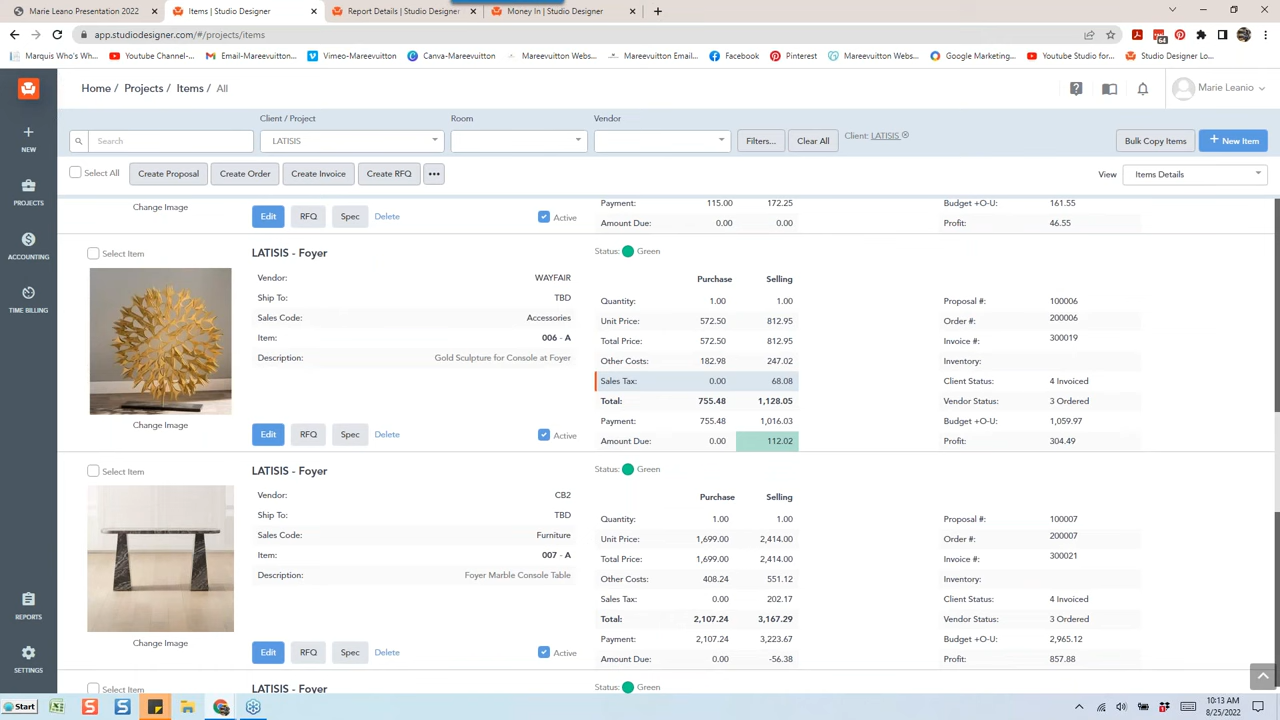 Marie Leanio Presentation 2022 ×
Items Details | Studio Designer ×
Report Details | Studio Designer ×
Money In | Studio Designer × +
app.studiodesigner.com/#/projects/items
Marquis Who's Wh...
Youtube Channel-...
Email-Mareevuitton...
Vimeo-Mareevuitton
Canva-Mareevuitton
Mareevuitton Webs...
Mareevuitton Email...
Facebook
Pinterest
Mareevuitton Webs...
Google Marketing...
Youtube Studio for...
Studio Designer Lo...
Home / Projects / Items / All
Marie Leanio
NEW
PROJECTS
ACCOUNTING
TIME BILLING
REPORTS
SETTINGS
Client / Project Room Vendor
Search LATISIS Filters... Clear All Client: LATISIS Bulk Copy Items + New Item
Select All Create Proposal Create Order Create Invoice Create RFQ ••• View Items Details
Change Image
Edit RFQ Spec Delete Active
Payment: 115.00 172.25
Amount Due: 0.00 0.00
Budget +O-U: 161.55
Profit: 46.55
Select Item
Change Image
LATISIS - Foyer
Vendor: WAYFAIR
Ship To: TBD
Sales Code: Accessories
Item: 006 - A
Description: Gold Sculpture for Console at Foyer
Edit RFQ Spec Delete Active
Status: Green
Purchase Selling
Quantity: 1.00 1.00
Unit Price: 572.50 812.95
Total Price: 572.50 812.95
Other Costs: 182.98 247.02
Sales Tax: 0.00 68.08
Total: 755.48 1,128.05
Payment: 755.48 1,016.03
Amount Due: 0.00 112.02
Proposal #: 100006
Order #: 200006
Invoice #: 300019
Inventory:
Client Status: 4 Invoiced
Vendor Status: 3 Ordered
Budget +O-U: 1,059.97
Profit: 304.49
Select Item
Change Image
LATISIS - Foyer
Vendor: CB2
Ship To: TBD
Sales Code: Furniture
Item: 007 - A
Description: Foyer Marble Console Table
Edit RFQ Spec Delete Active
Status: Green
Purchase Selling
Quantity: 1.00 1.00
Unit Price: 1,699.00 2,414.00
Total Price: 1,699.00 2,414.00
Other Costs: 408.24 551.12
Sales Tax: 0.00 202.17
Total: 2,107.24 3,167.29
Payment: 2,107.24 3,223.67
Amount Due: 0.00 -56.38
Proposal #: 100007
Order #: 200007
Invoice #: 300021
Inventory:
Client Status: 4 Invoiced
Vendor Status: 3 Ordered
Budget +O-U: 2,965.12
Profit: 857.88
Select Item
LATISIS - Foyer
Status: Green
Start
10:13 AM
8/25/2022